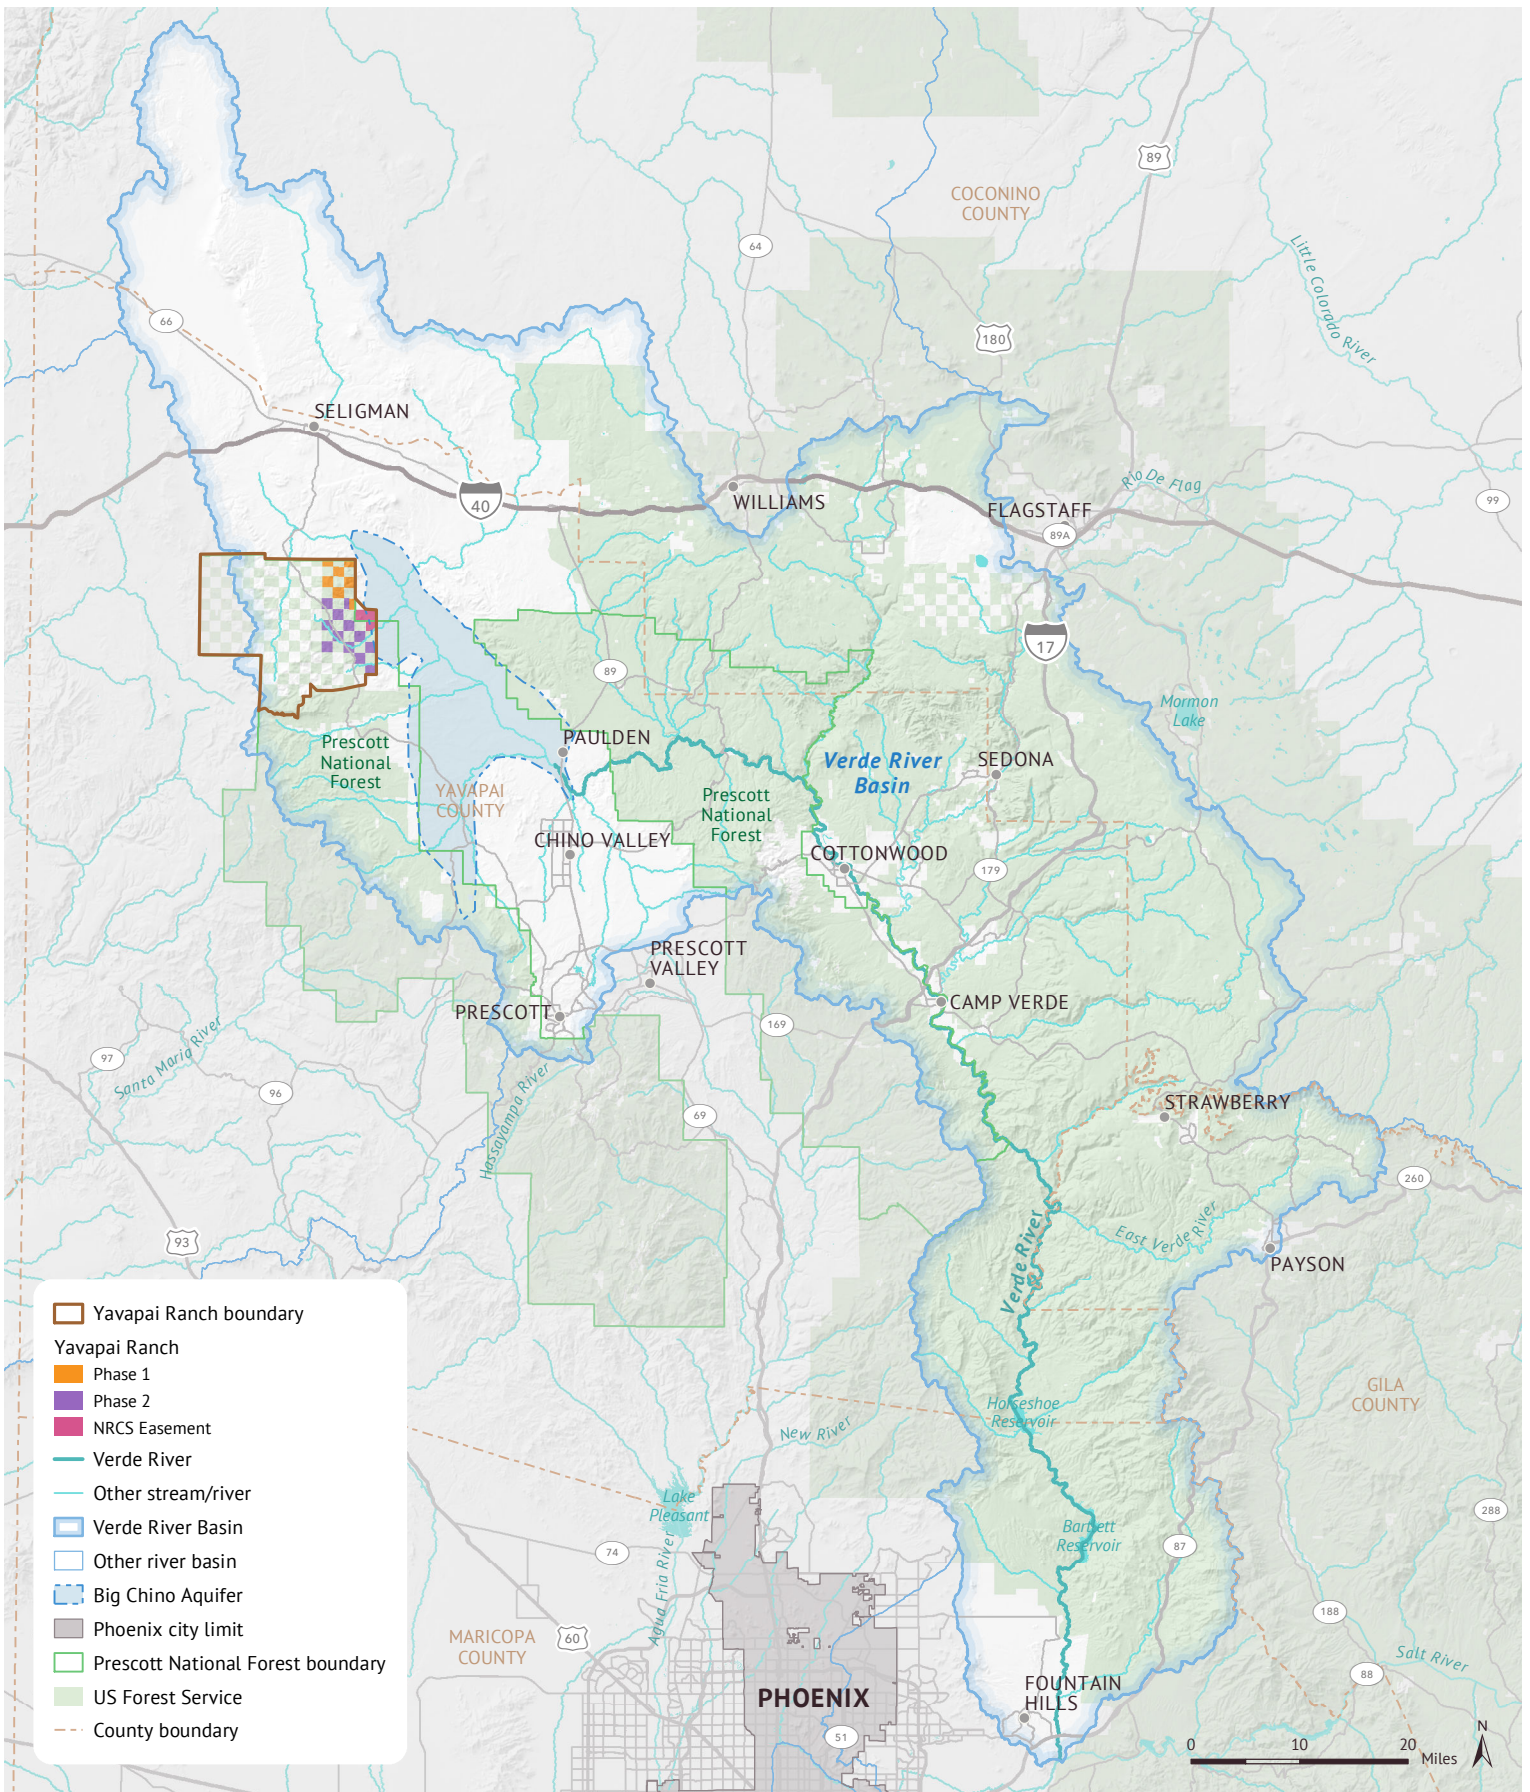 89
COCONINO
COUNTY
64
Little Colorado River
66
180
SELIGMAN
40
WILLIAMS
Rio De Flag
99
FLAGSTAFF
89A
17
89
Mormon
Lake
PAULDEN
Prescott
National
Forest
Verde River
Basin
SEDONA
YAVAPAI
COUNTY
Prescott
National
Forest
CHINO VALLEY
COTTONWOOD
179
PRESCOTT
VALLEY
CAMP VERDE
PRESCOTT
169
Santa Maria River
97
96
Hassayampa River
69
STRAWBERRY
260
Verde River
East Verde River
93
PAYSON
Yavapai Ranch boundary
Yavapai Ranch
Phase 1
Phase 2
NRCS Easement
Verde River
Other stream/river
Verde River Basin
Other river basin
Big Chino Aquifer
Phoenix city limit
Prescott National Forest boundary
US Forest Service
County boundary
GILA
COUNTY
Horseshoe
Reservoir
New River
Lake
Pleasant
288
Bartlett
Reservoir
87
74
Agua Fria River
188
MARICOPA
COUNTY
60
Salt River
88
FOUNTAIN
HILLS
PHOENIX
51
0 10 20
Miles
N